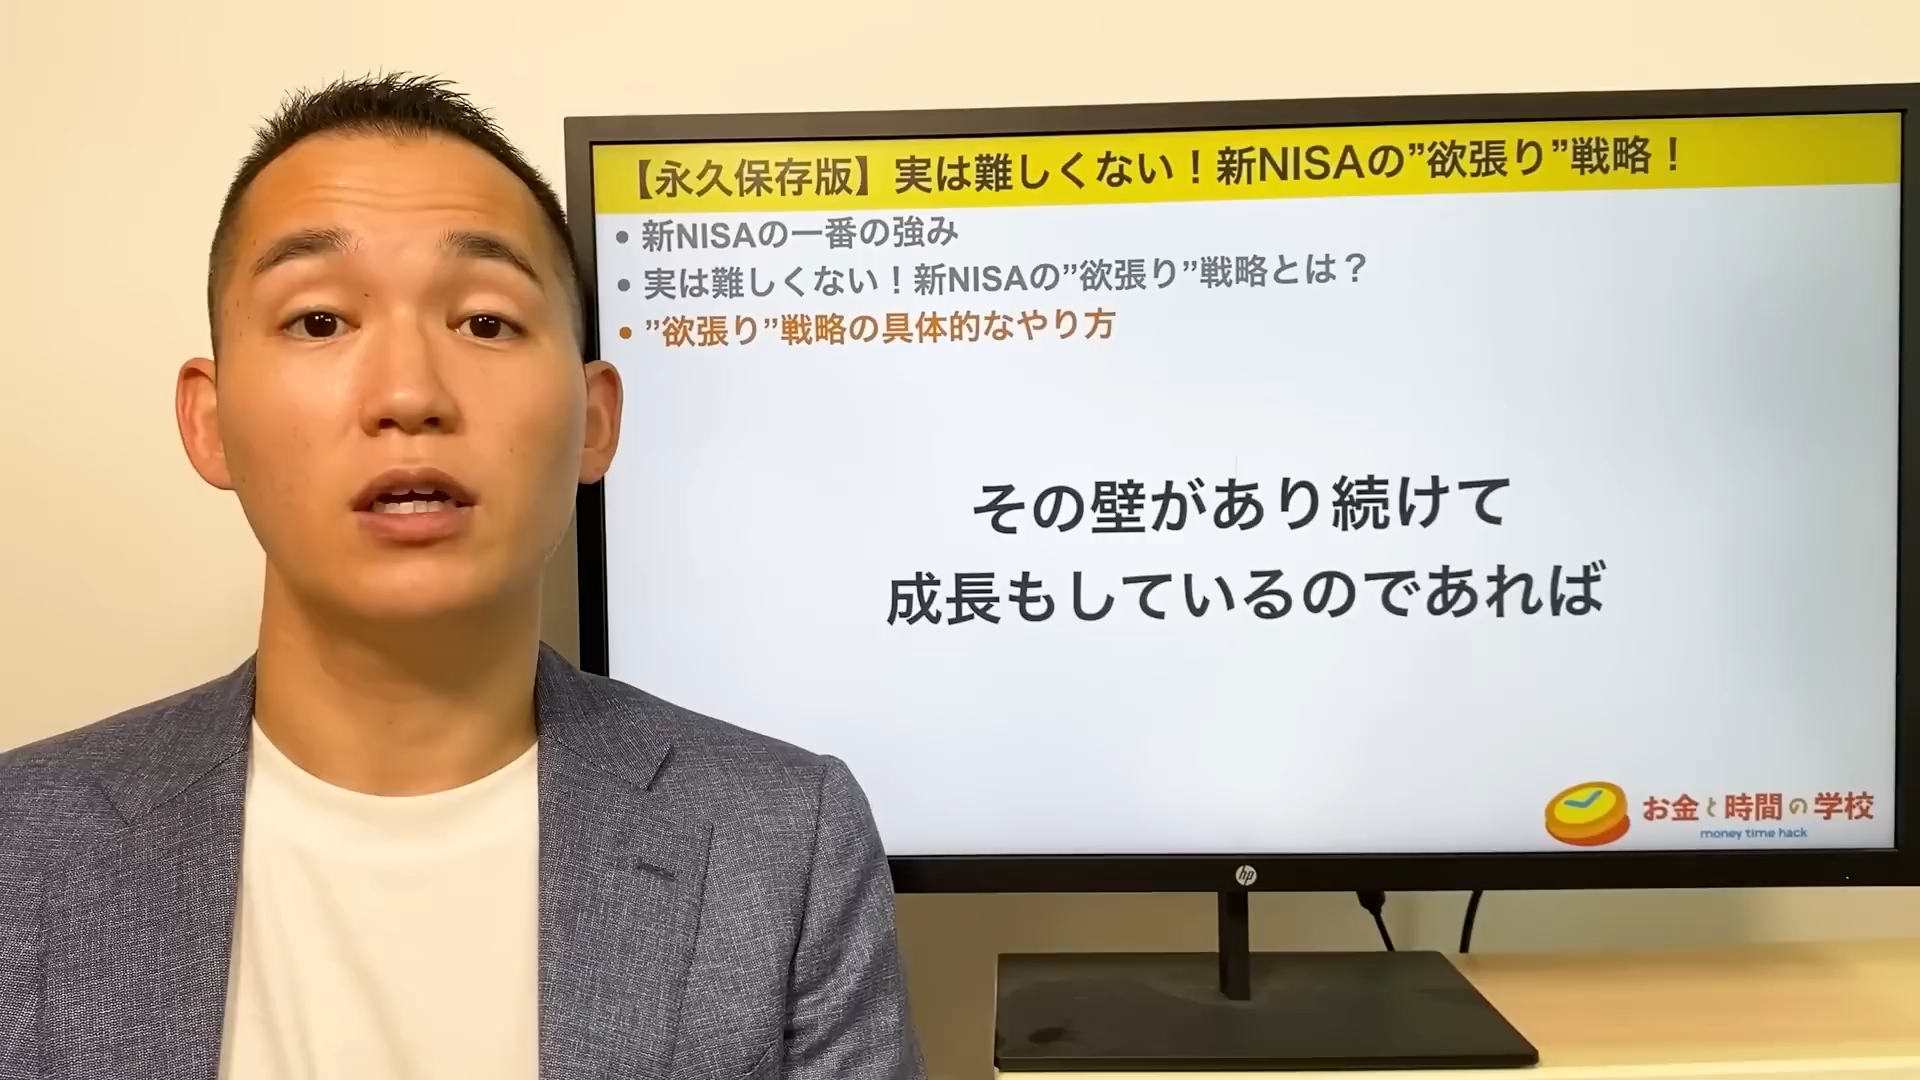 【永久保存版】実は難しくない！新NISAの”欲張り”戦略！
• 新NISAの一番の強み
• 実は難しくない！新NISAの”欲張り”戦略とは？
• ”欲張り”戦略の具体的なやり方
その壁があり続けて
成長もしているのであれば
お金と時間の学校
money time hack
hp